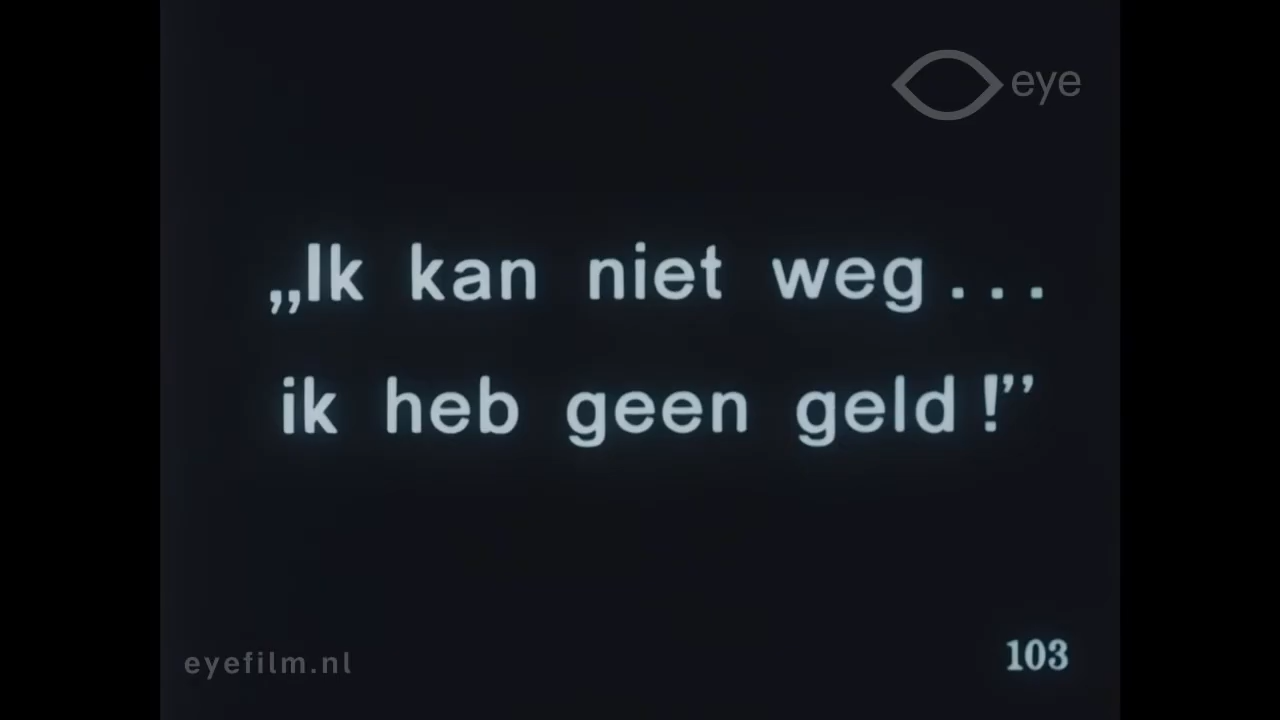 eye
„Ik kan niet weg...
ik heb geen geld!’’
eyefilm.nl
103